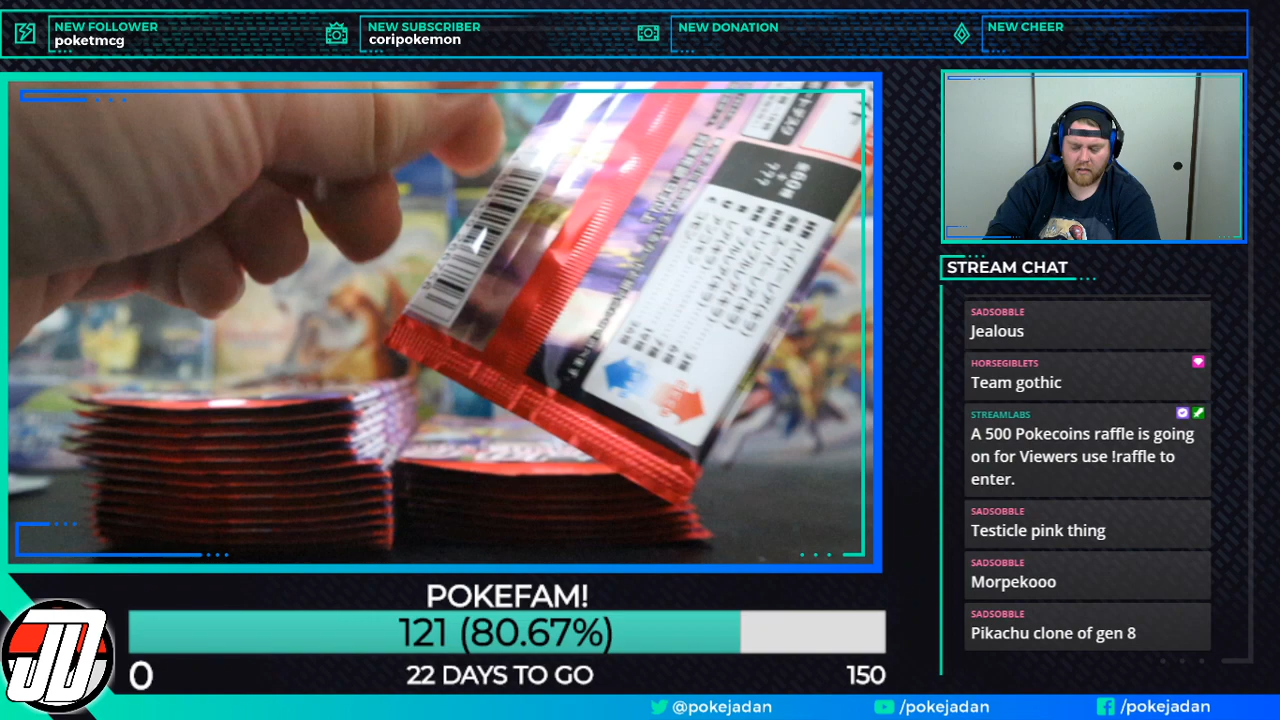 NEW FOLLOWER
poketmcg
NEW SUBSCRIBER
coripokemon
NEW DONATION
NEW CHEER
STREAM CHAT
SADSOBBLE
Jealous
HORSEGIBLETS
Team gothic
STREAMLABS
A 500 Pokecoins raffle is going
on for Viewers use !raffle to
enter.
SADSOBBLE
Testicle pink thing
SADSOBBLE
Morpekooo
SADSOBBLE
Pikachu clone of gen 8
POKEFAM!
121 (80.67%)
0
22 DAYS TO GO
150
@pokejadan
/pokejadan
/pokejadan